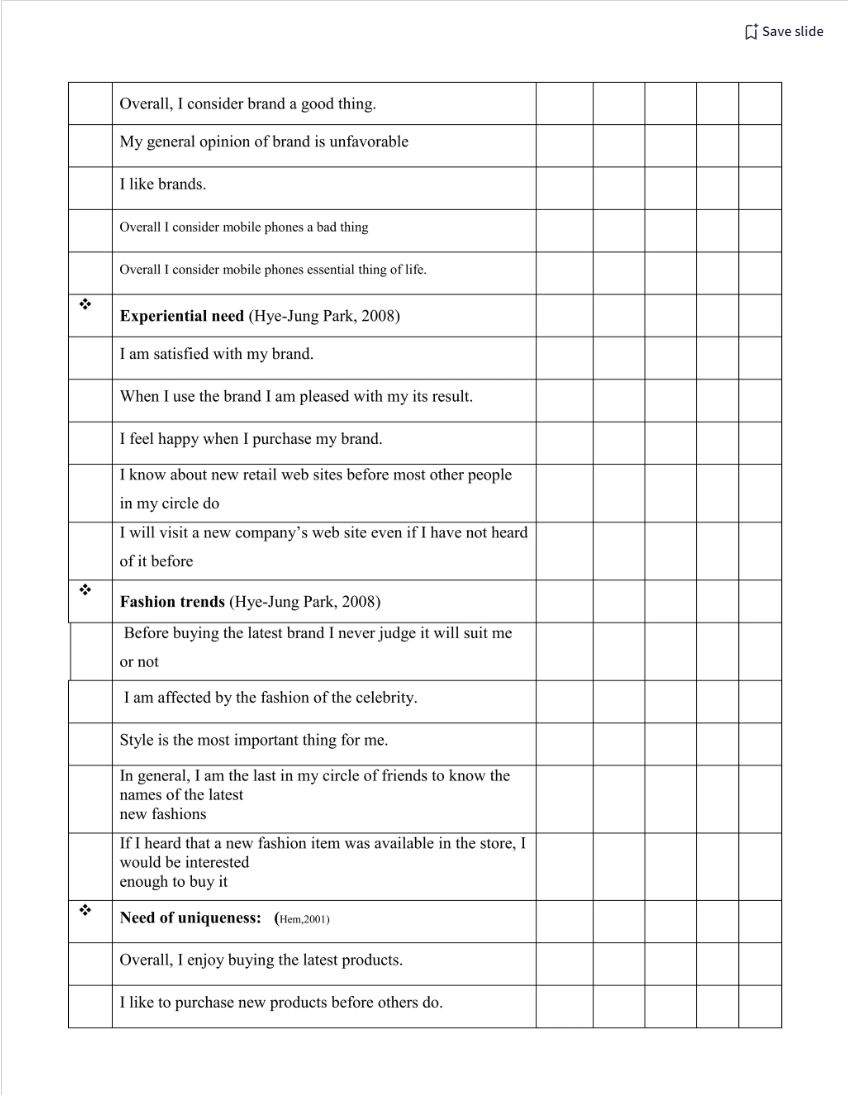 Save slide
Overall, I consider brand a good thing.
My general opinion of brand is unfavorable
I like brands.
Overall I consider mobile phones a bad thing
Overall I consider mobile phones essential thing of life.
❖
Experiential need (Hye-Jung Park, 2008)
I am satisfied with my brand.
When I use the brand I am pleased with my its result.
I feel happy when I purchase my brand.
I know about new retail web sites before most other people
in my circle do
I will visit a new company’s web site even if I have not heard
of it before
❖
Fashion trends (Hye-Jung Park, 2008)
Before buying the latest brand I never judge it will suit me
or not
I am affected by the fashion of the celebrity.
Style is the most important thing for me.
In general, I am the last in my circle of friends to know the
names of the latest
new fashions
If I heard that a new fashion item was available in the store, I
would be interested
enough to buy it
❖
Need of uniqueness: (Hem,2001)
Overall, I enjoy buying the latest products.
I like to purchase new products before others do.